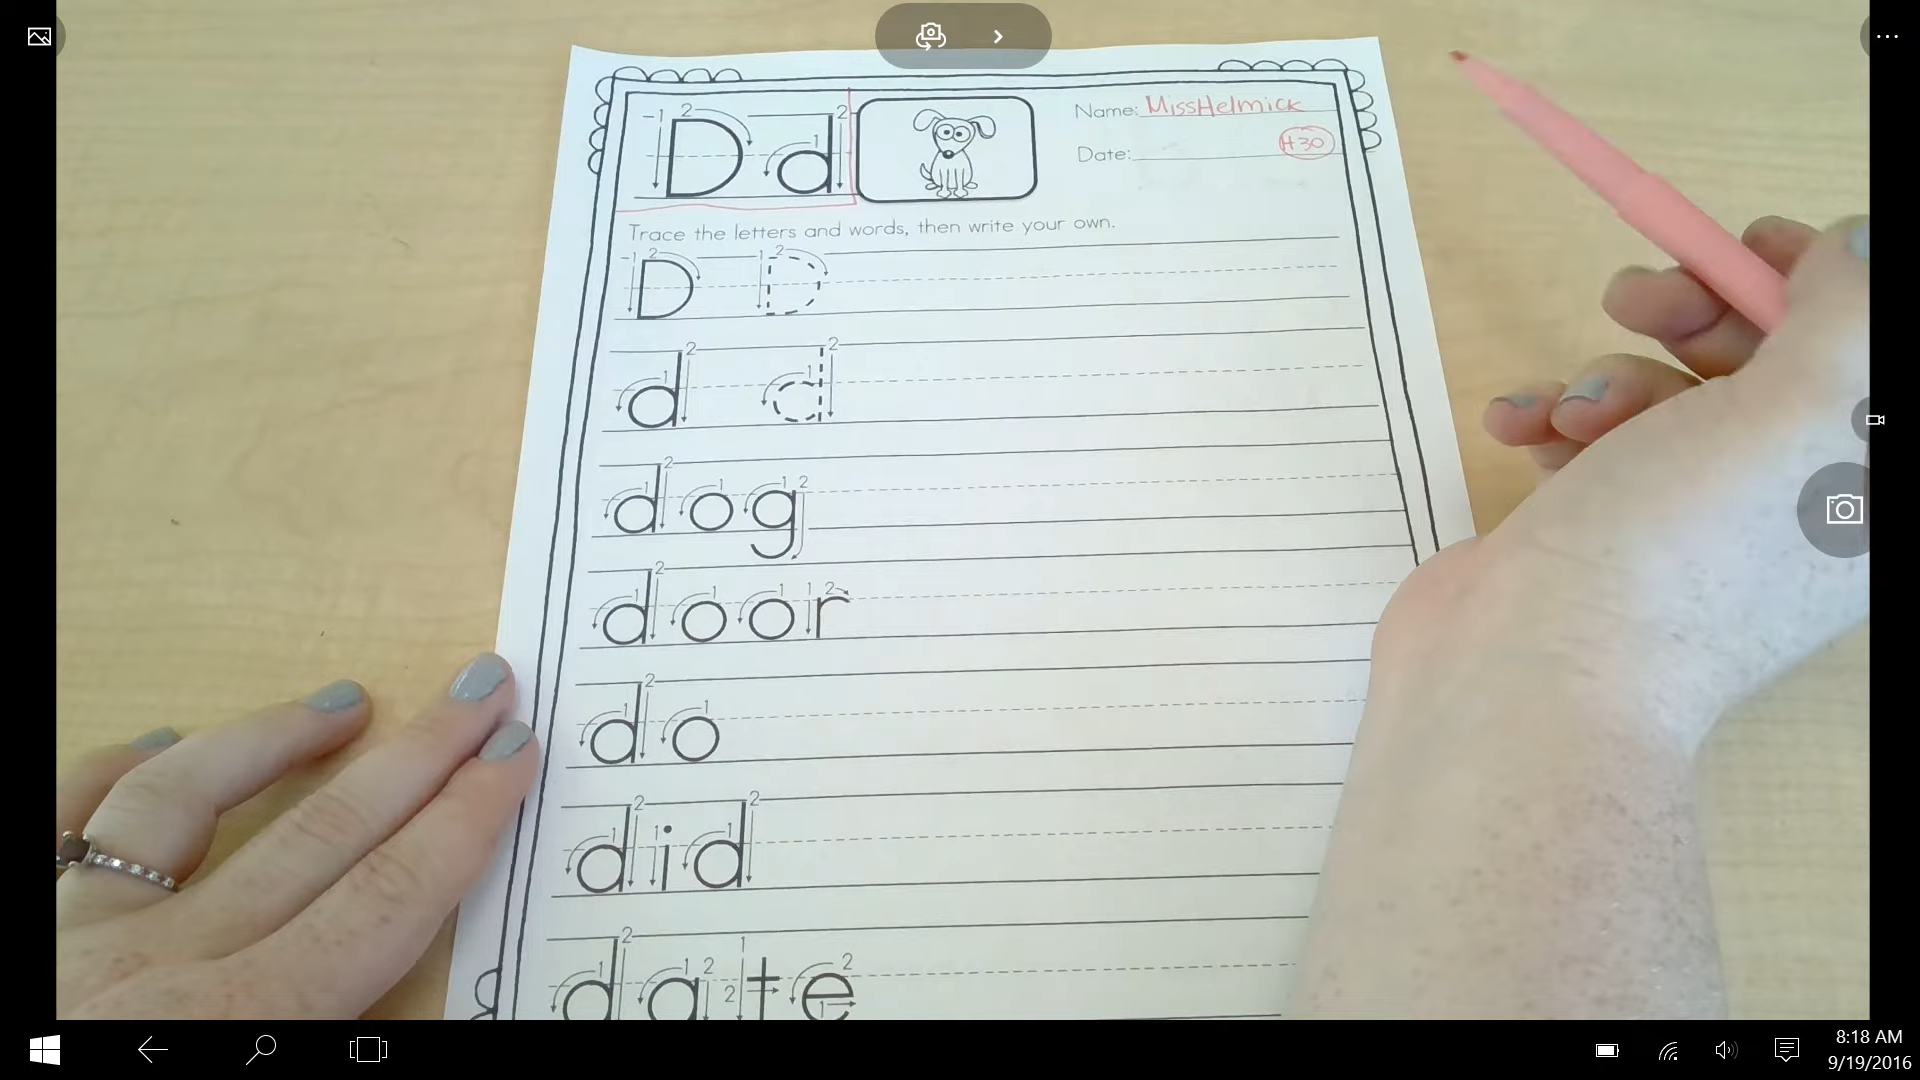 Dd
Name: MissHelmick
Date:
#30
Trace the letters and words, then write your own.
D D
d d
dog
door
do
did
date
8:18 AM
9/19/2016